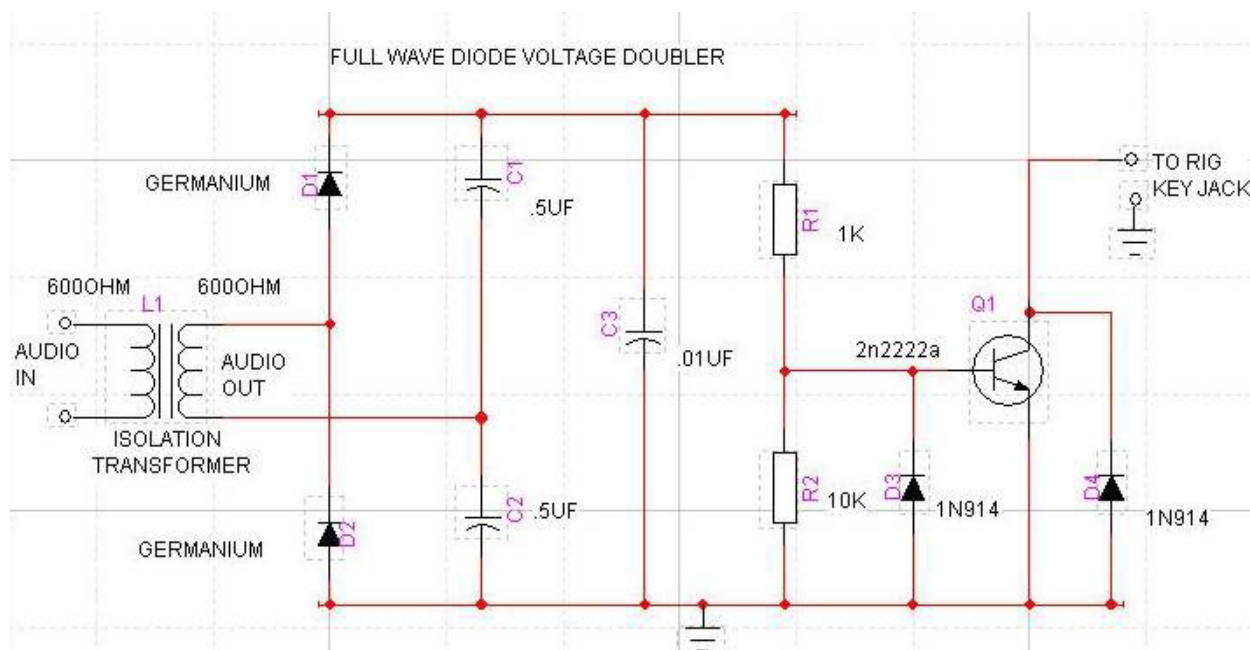 FULL WAVE DIODE VOLTAGE DOUBLER
GERMANIUM
D1
C1
.5UF
R1
1K
TO RIG
KEY JACK
600OHM
600OHM
L1
AUDIO
IN
AUDIO
OUT
ISOLATION
TRANSFORMER
C3
.01UF
Q1
2n2222a
GERMANIUM
D2
C2
.5UF
R2
10K
D3
1N914
D4
1N914